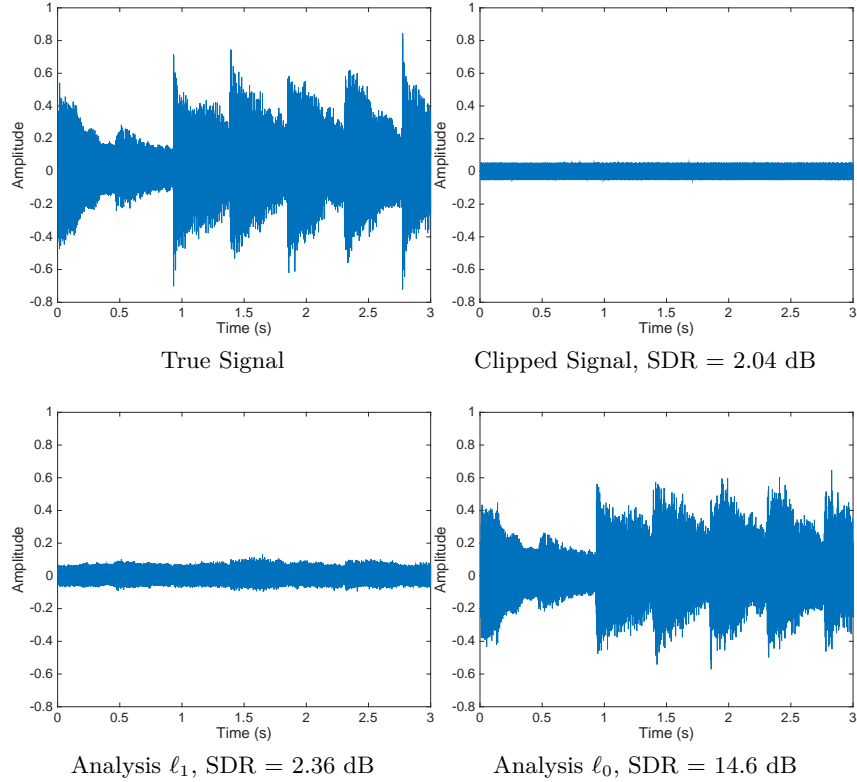 1
0.8
0.6
0.4
0.2
0
-0.2
-0.4
-0.6
-0.8
Amplitude
0 0.5 1 1.5 2 2.5 3
Time (s)
True Signal
1
0.8
0.6
0.4
0.2
0
-0.2
-0.4
-0.6
-0.8
Amplitude
0 0.5 1 1.5 2 2.5 3
Time (s)
Clipped Signal, SDR = 2.04 dB
1
0.8
0.6
0.4
0.2
0
-0.2
-0.4
-0.6
-0.8
Amplitude
0 0.5 1 1.5 2 2.5 3
Time (s)
Analysis ℓ₁, SDR = 2.36 dB
1
0.8
0.6
0.4
0.2
0
-0.2
-0.4
-0.6
-0.8
Amplitude
0 0.5 1 1.5 2 2.5 3
Time (s)
Analysis ℓ₀, SDR = 14.6 dB